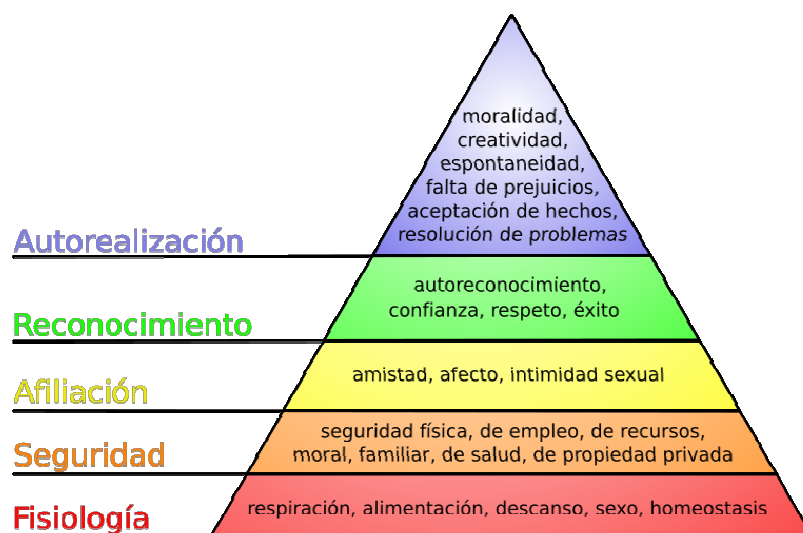 moralidad,
creatividad,
espontaneidad,
falta de prejuicios,
aceptación de hechos,
resolución de problemas
Autorealización
autoreconocimiento,
confianza, respeto, éxito
Reconocimiento
amistad, afecto, intimidad sexual
Afiliación
seguridad física, de empleo, de recursos,
moral, familiar, de salud, de propiedad privada
Seguridad
respiración, alimentación, descanso, sexo, homeostasis
Fisiología